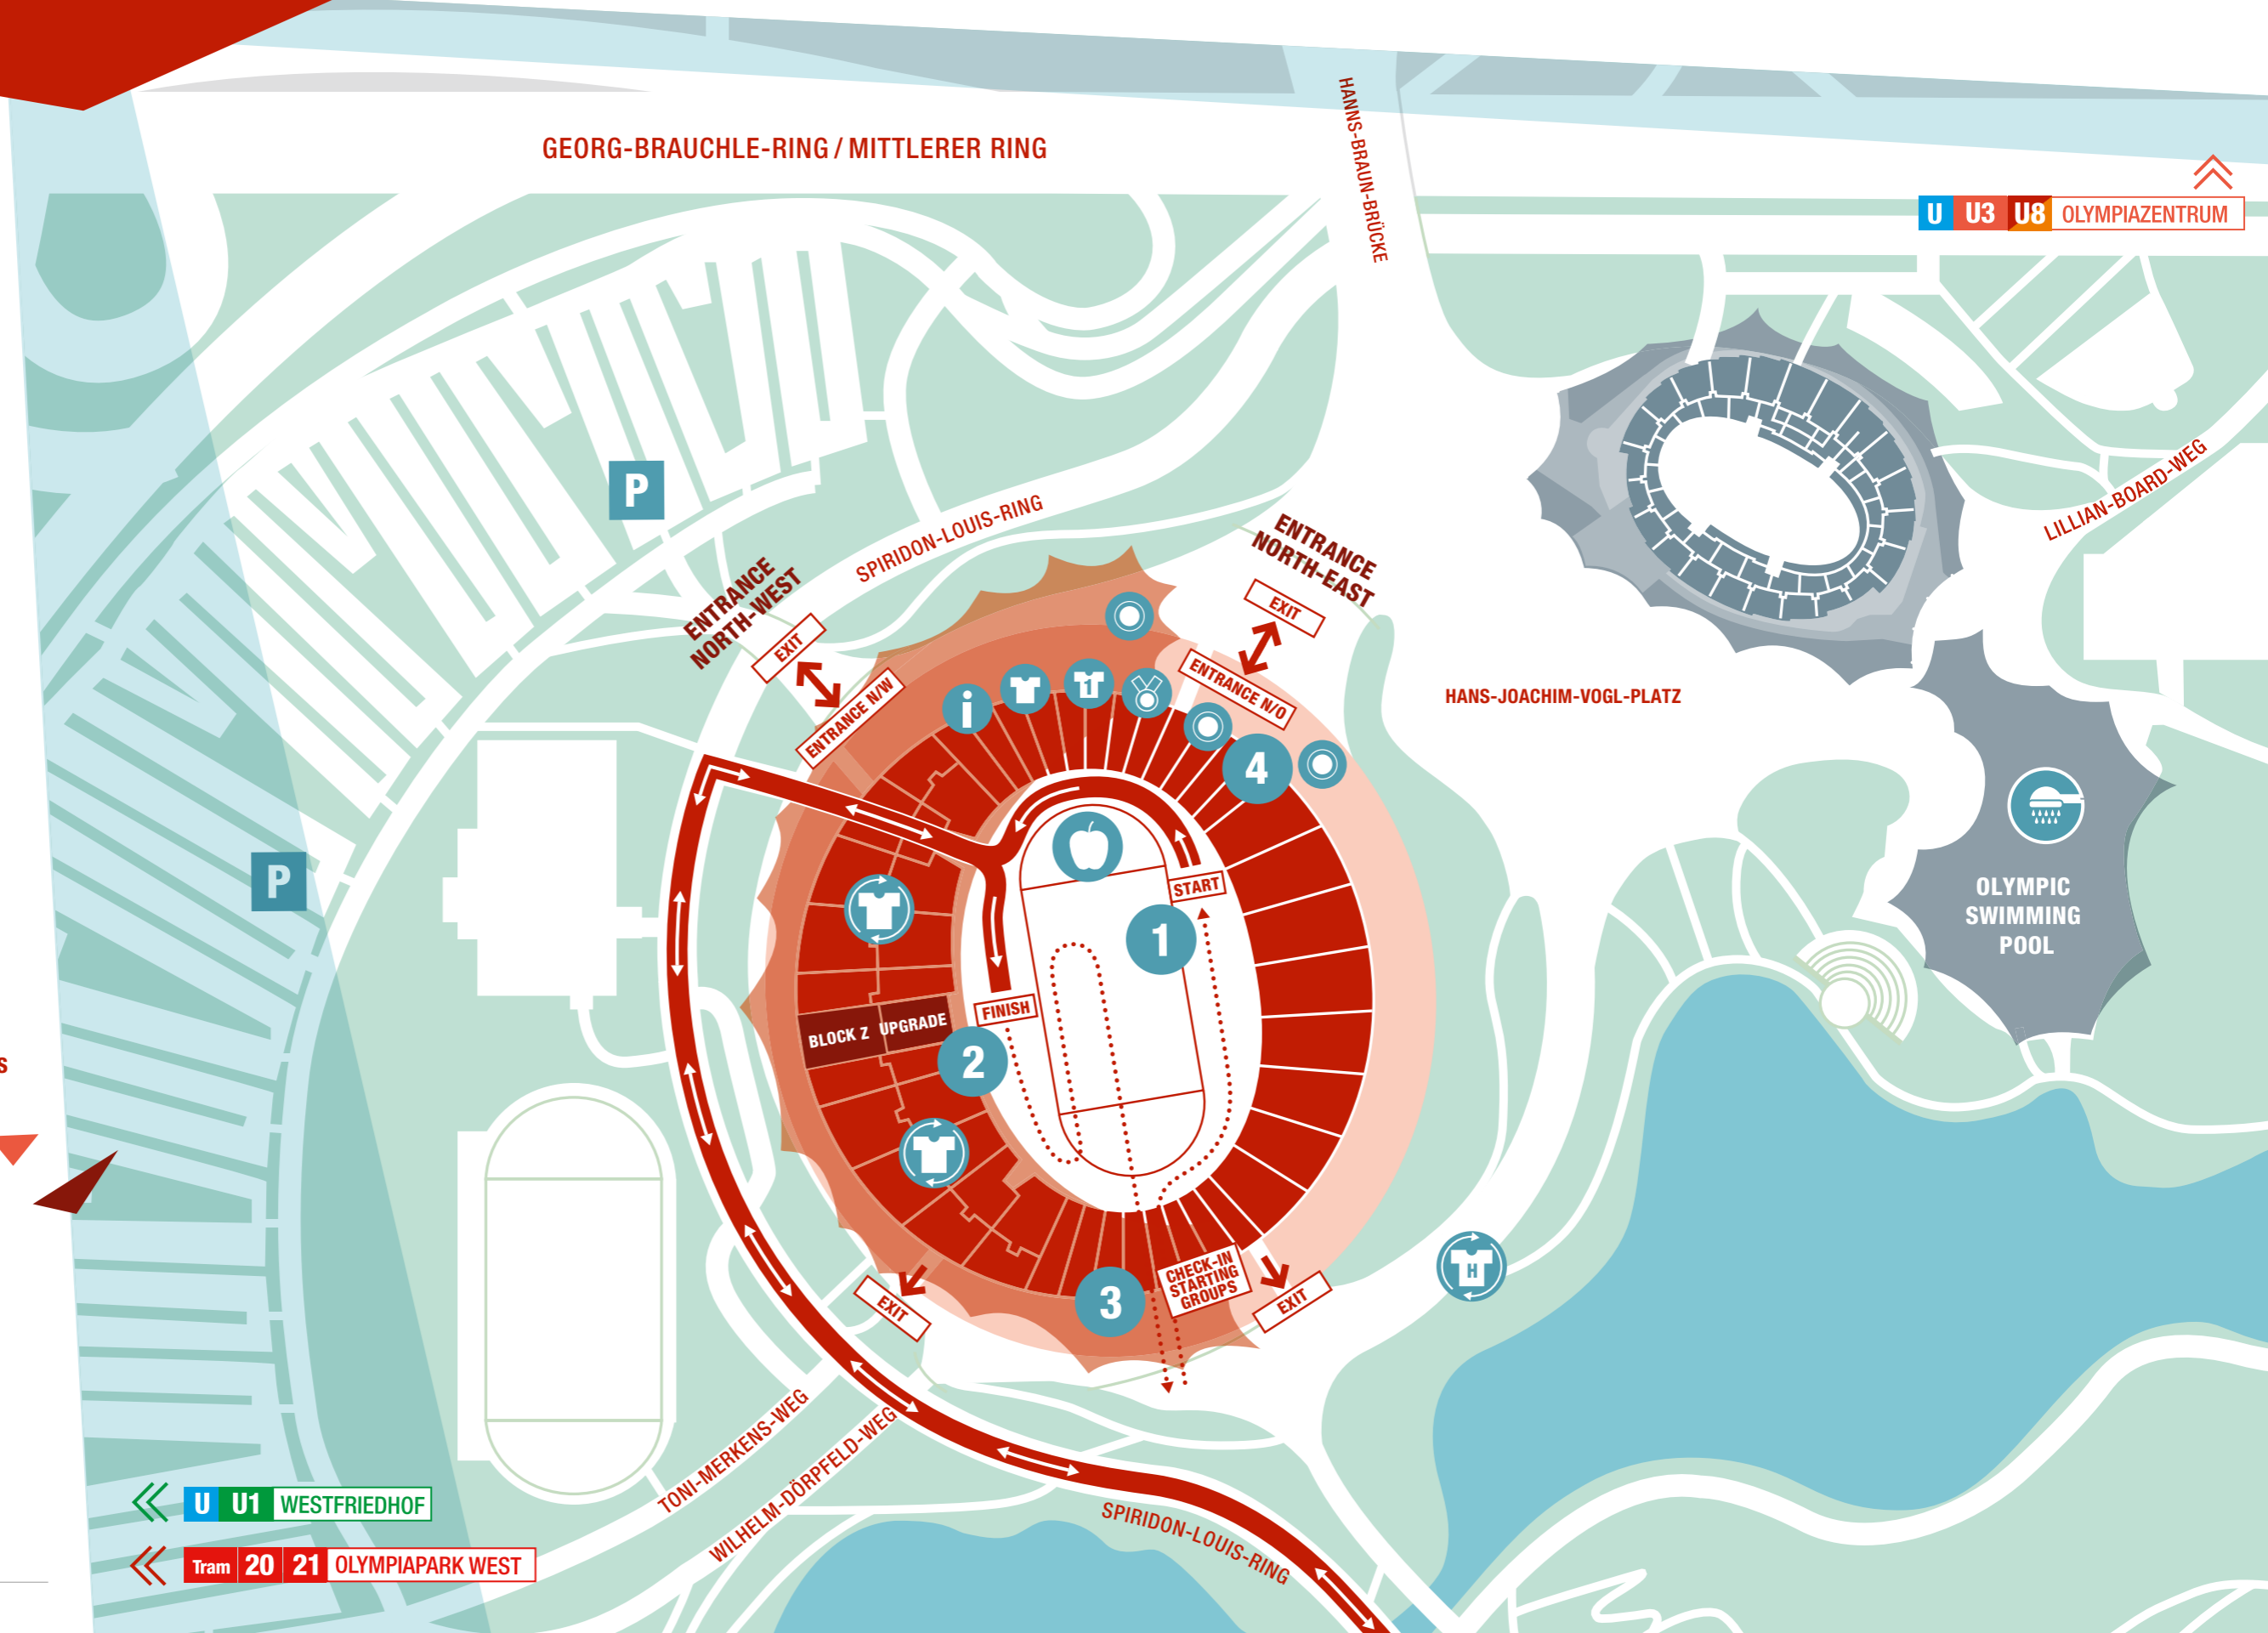 GEORG-BRAUCHLE-RING / MITTLERER RING
HANNS-BRAUN-BRÜCKE
U U3 U8 OLYMPIAZENTRUM
P
SPIRIDON-LOUIS-RING
ENTRANCE
NORTH-WEST
EXIT
ENTRANCE N/W
ENTRANCE
NORTH-EAST
EXIT
ENTRANCE N/O
LILLIAN-BOARD-WEG
HANS-JOACHIM-VOGL-PLATZ
i
1
4
P
START
1
OLYMPIC
SWIMMING
POOL
FINISH
BLOCK Z UPGRADE
2
S
CHECK-IN
STARTING
GROUPS
3
EXIT
EXIT
H
TONI-MERKENS-WEG
WILHELM-DÖRPFELD-WEG
SPIRIDON-LOUIS-RING
U U1 WESTFRIEDHOF
Tram 20 21 OLYMPIAPARK WEST